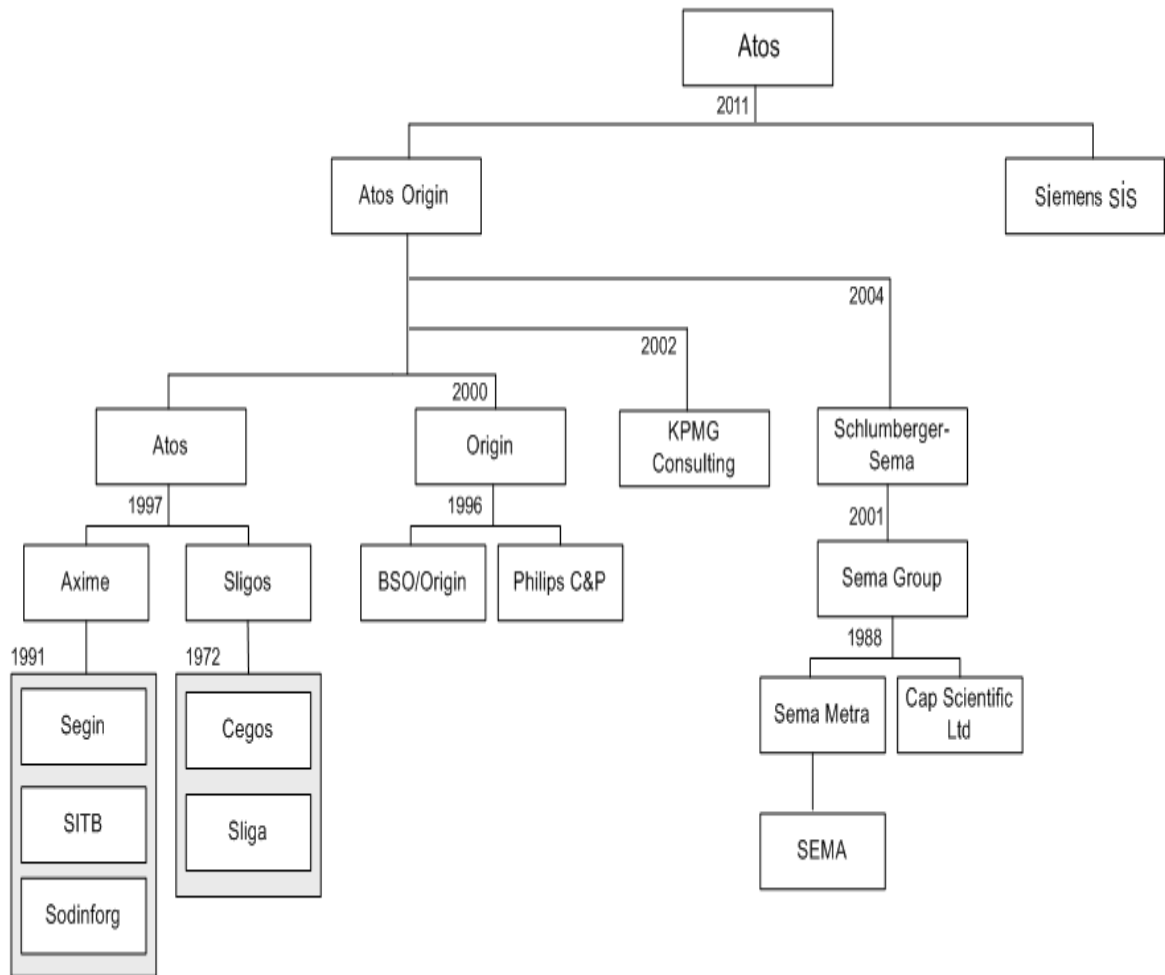 Atos
2011
Atos Origin
Siemens SİS
2004
2002
2000
Atos
Origin
KPMG
Consulting
Schlumberger-
Sema
1997
1996
2001
Axime
Sligos
BSO/Origin
Philips C&P
Sema Group
1988
1991
1972
Segin
Cegos
Sema Metra
Cap Scientific
Ltd
SITB
Sliga
SEMA
Sodinforg